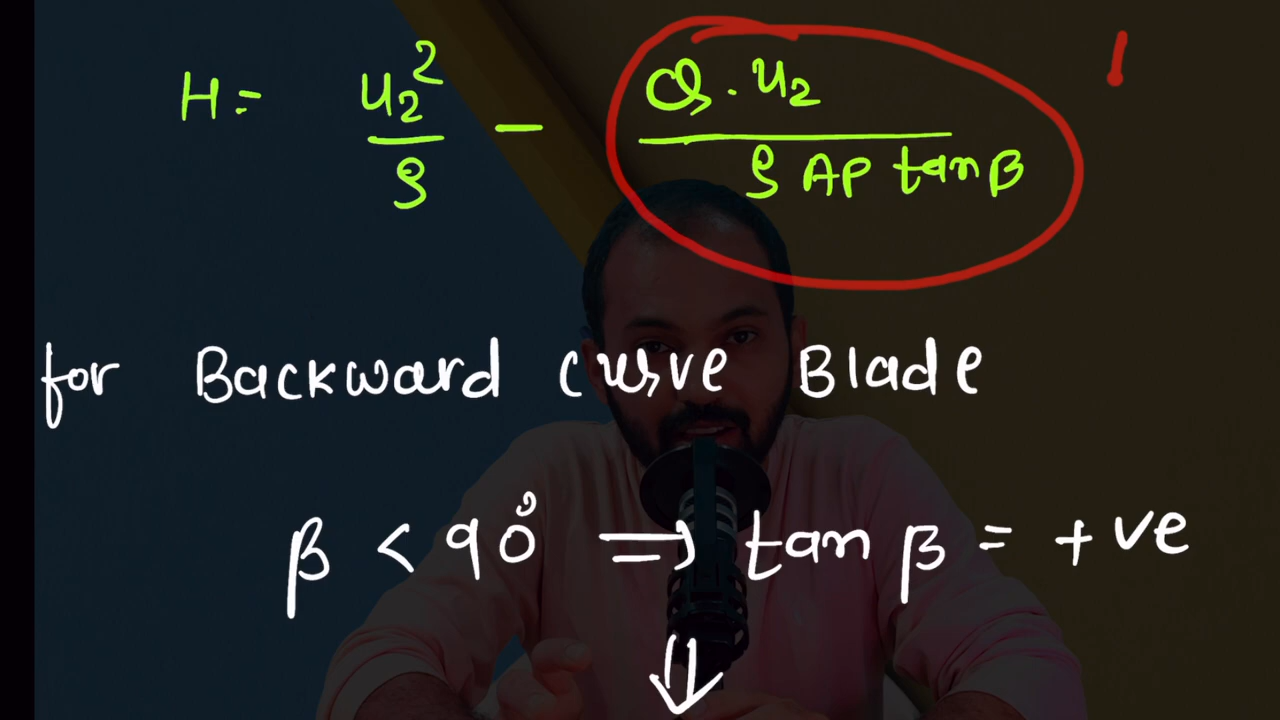 H = u₂²/g - Q.u₂/g AP tanβ !
for Backward curve Blade
β < 90° ⇒ tan β = +ve
⇓